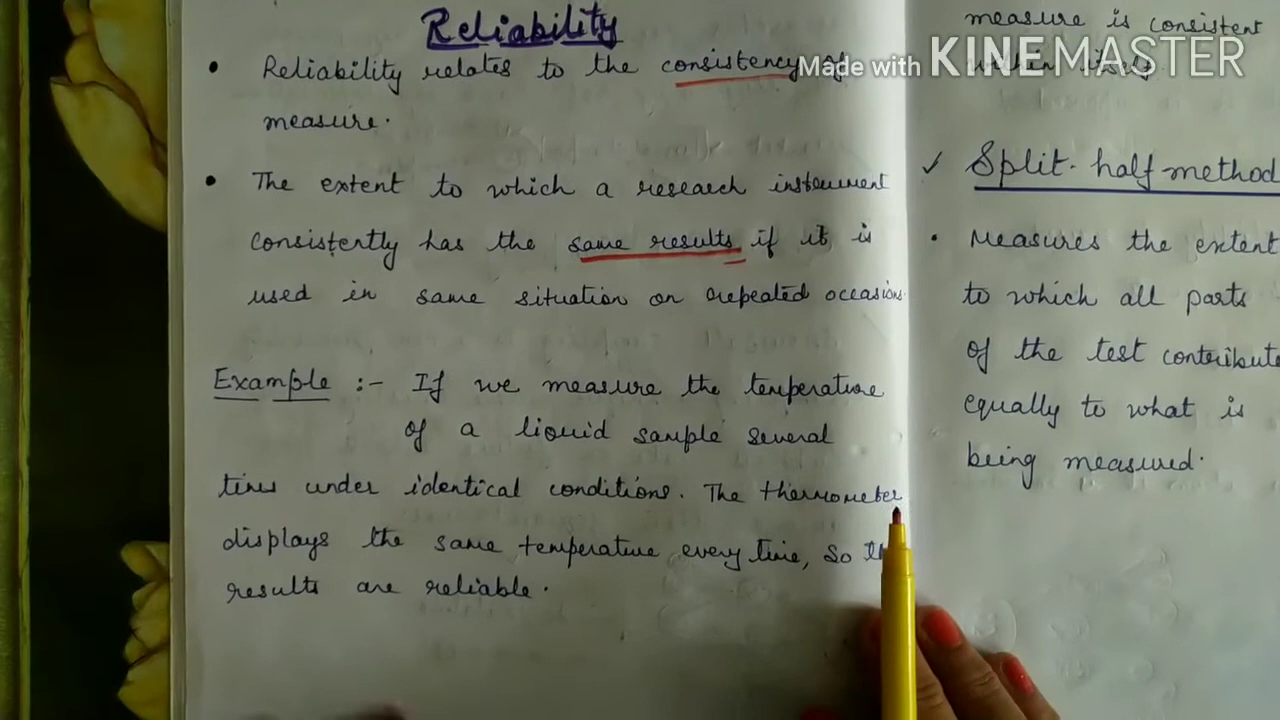 Reliability
• Reliability relates to the consistency of
measure.
• The extent to which a research instrument
consistently has the same results if it is
used in same situation on repeated occasions.
Example :- If we measure the temperature
of a liquid sample several
times under identical conditions. The thermometer
displays the same temperature every time, so
results are reliable.
measure is consistent
within itself
✓ Split-half method
• Measures the extent
to which all parts
of the test contribute
equally to what is
being measured.
Made with KINEMASTER